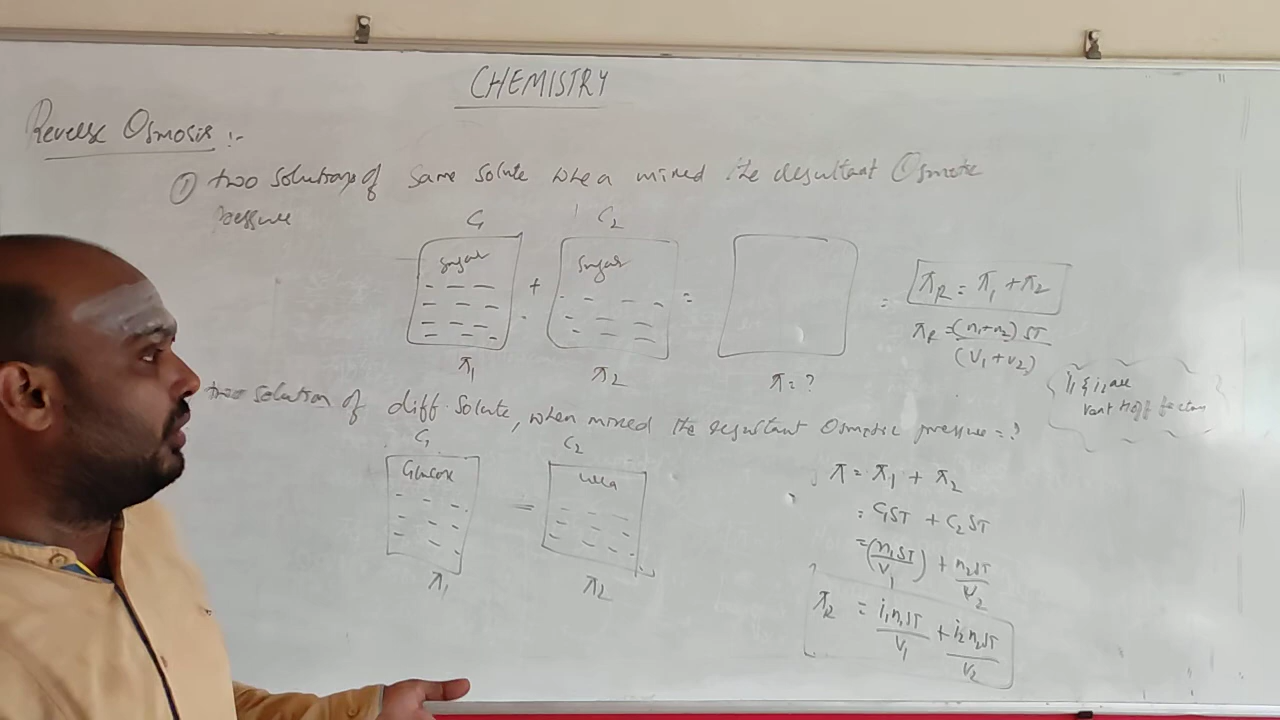 CHEMISTRY
Reverse Osmosis :-
① two solutions of same solute when mixed the resultant Osmotic
pressure
C1 C2
Sugar + Sugar = = πR = π1 + π2
πR = (n1+n2) ST / (V1 + V2)
π1 π2 π = ?
i1 & i2 are
vant Hoff factors
two solution of diff. Solute, when mixed the resultant Osmotic pressure = ?
C1 C2
Glucose = Urea
π1 π2
π = π1 + π2
= C1ST + C2ST
= (n1ST / V1) + n2ST / V2
πR = i1n1ST / V1 + i2n2ST / V2